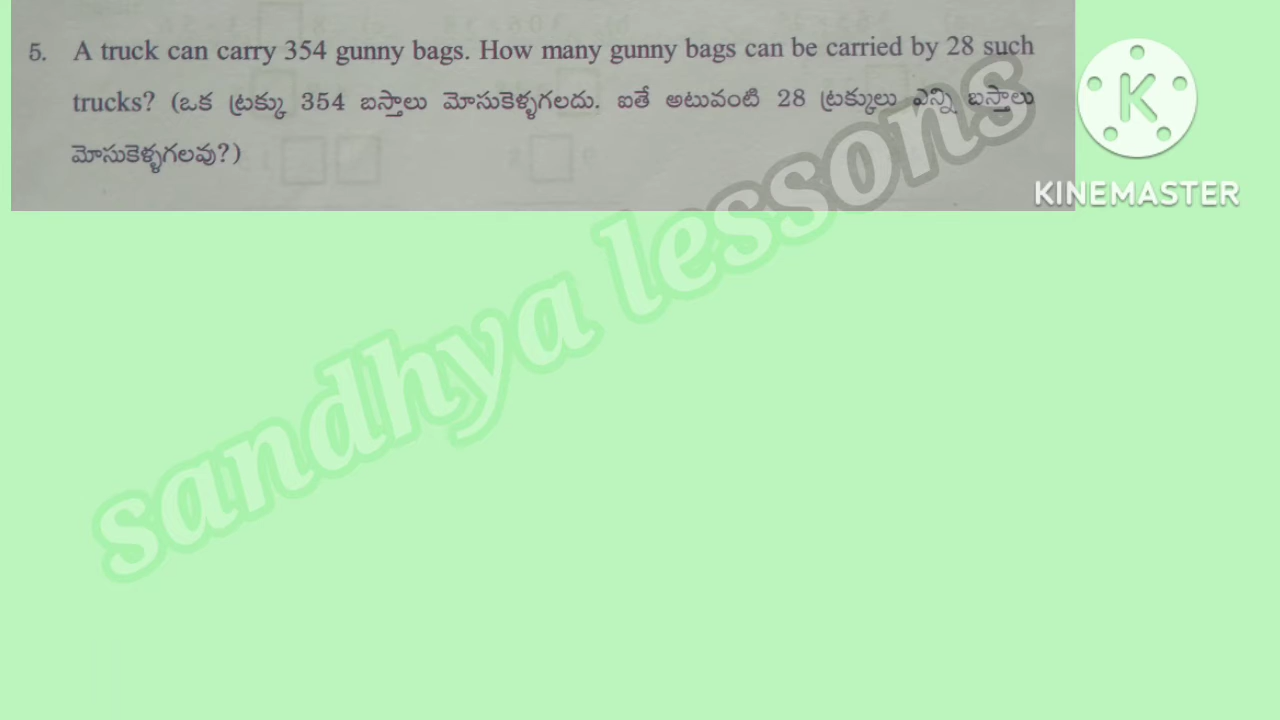 5. A truck can carry 354 gunny bags. How many gunny bags can be carried by 28 such
trucks? (ఒక ట్రక్కు 354 బస్తాలు మోసుకెళ్ళగలదు. ఐతే అటువంటి 28 ట్రక్కులు ఎన్ని బస్తాలు
మోసుకెళ్ళగలవు?)
K
KINEMASTER
sandhya lessons